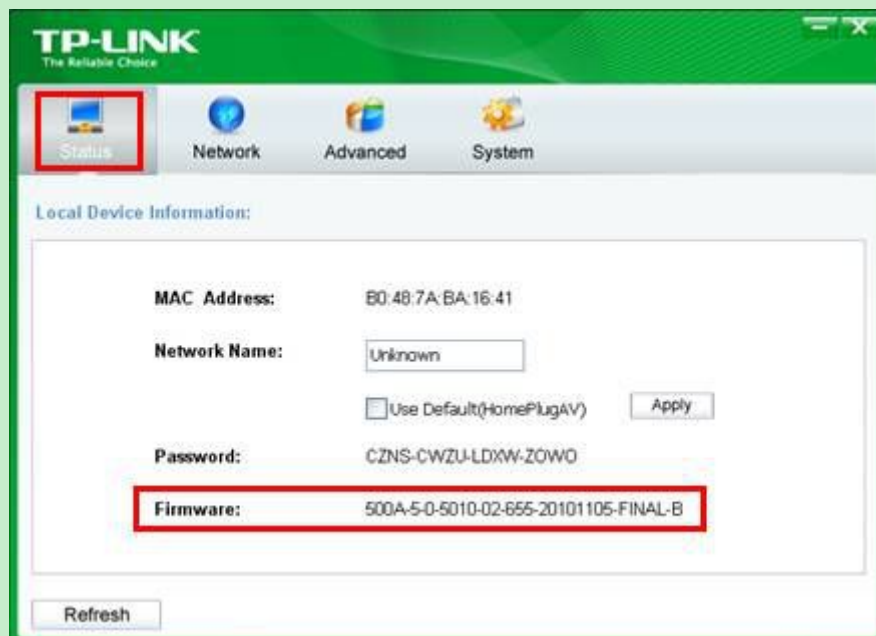 TP-LINK
The Reliable Choice
Status Network Advanced System
Local Device Information:
MAC Address: B0:48:7A:BA:16:41
Network Name: Unknown
Use Default(HomePlugAV) Apply
Password: CZNS-CWZU-LDXW-ZOWO
Firmware: 500A-5-0-5010-02-655-20101105-FINAL-B
Refresh